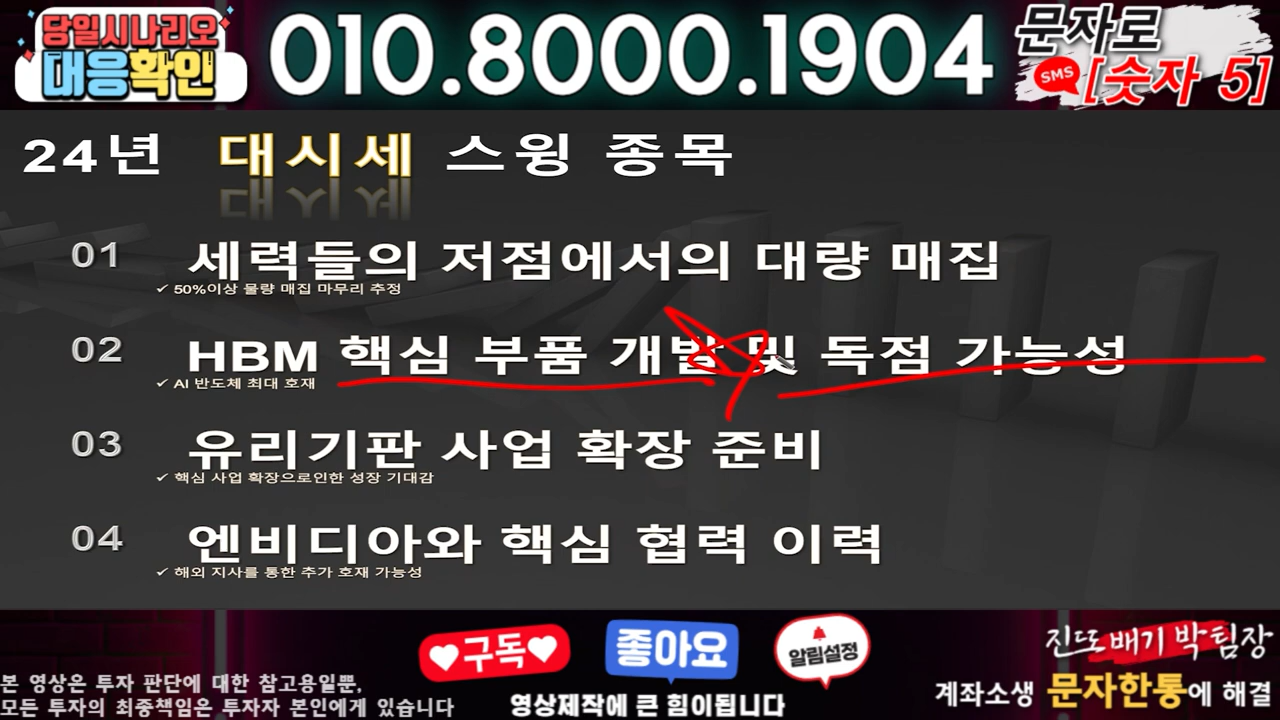 당일시나리오
대응확인
010.8000.1904
문자로
SMS
[숫자 5]
24년 대시세 스윙 종목
01 세력들의 저점에서의 대량 매집
✓ 50%이상 물량 매집 마무리 추정
02 HBM 핵심 부품 개발 및 독점 가능성
✓ AI 반도체 최대 호재
03 유리기판 사업 확장 준비
✓ 핵심 사업 확장으로인한 성장 기대감
04 엔비디아와 핵심 협력 이력
✓ 해외 지사를 통한 추가 호재 가능성
구독
좋아요
알림설정
영상제작에 큰 힘이됩니다
본 영상은 투자 판단에 대한 참고용일뿐,
모든 투자의 최종책임은 투자자 본인에게 있습니다
진또배기 박팀장
계좌소생 문자한통에 해결